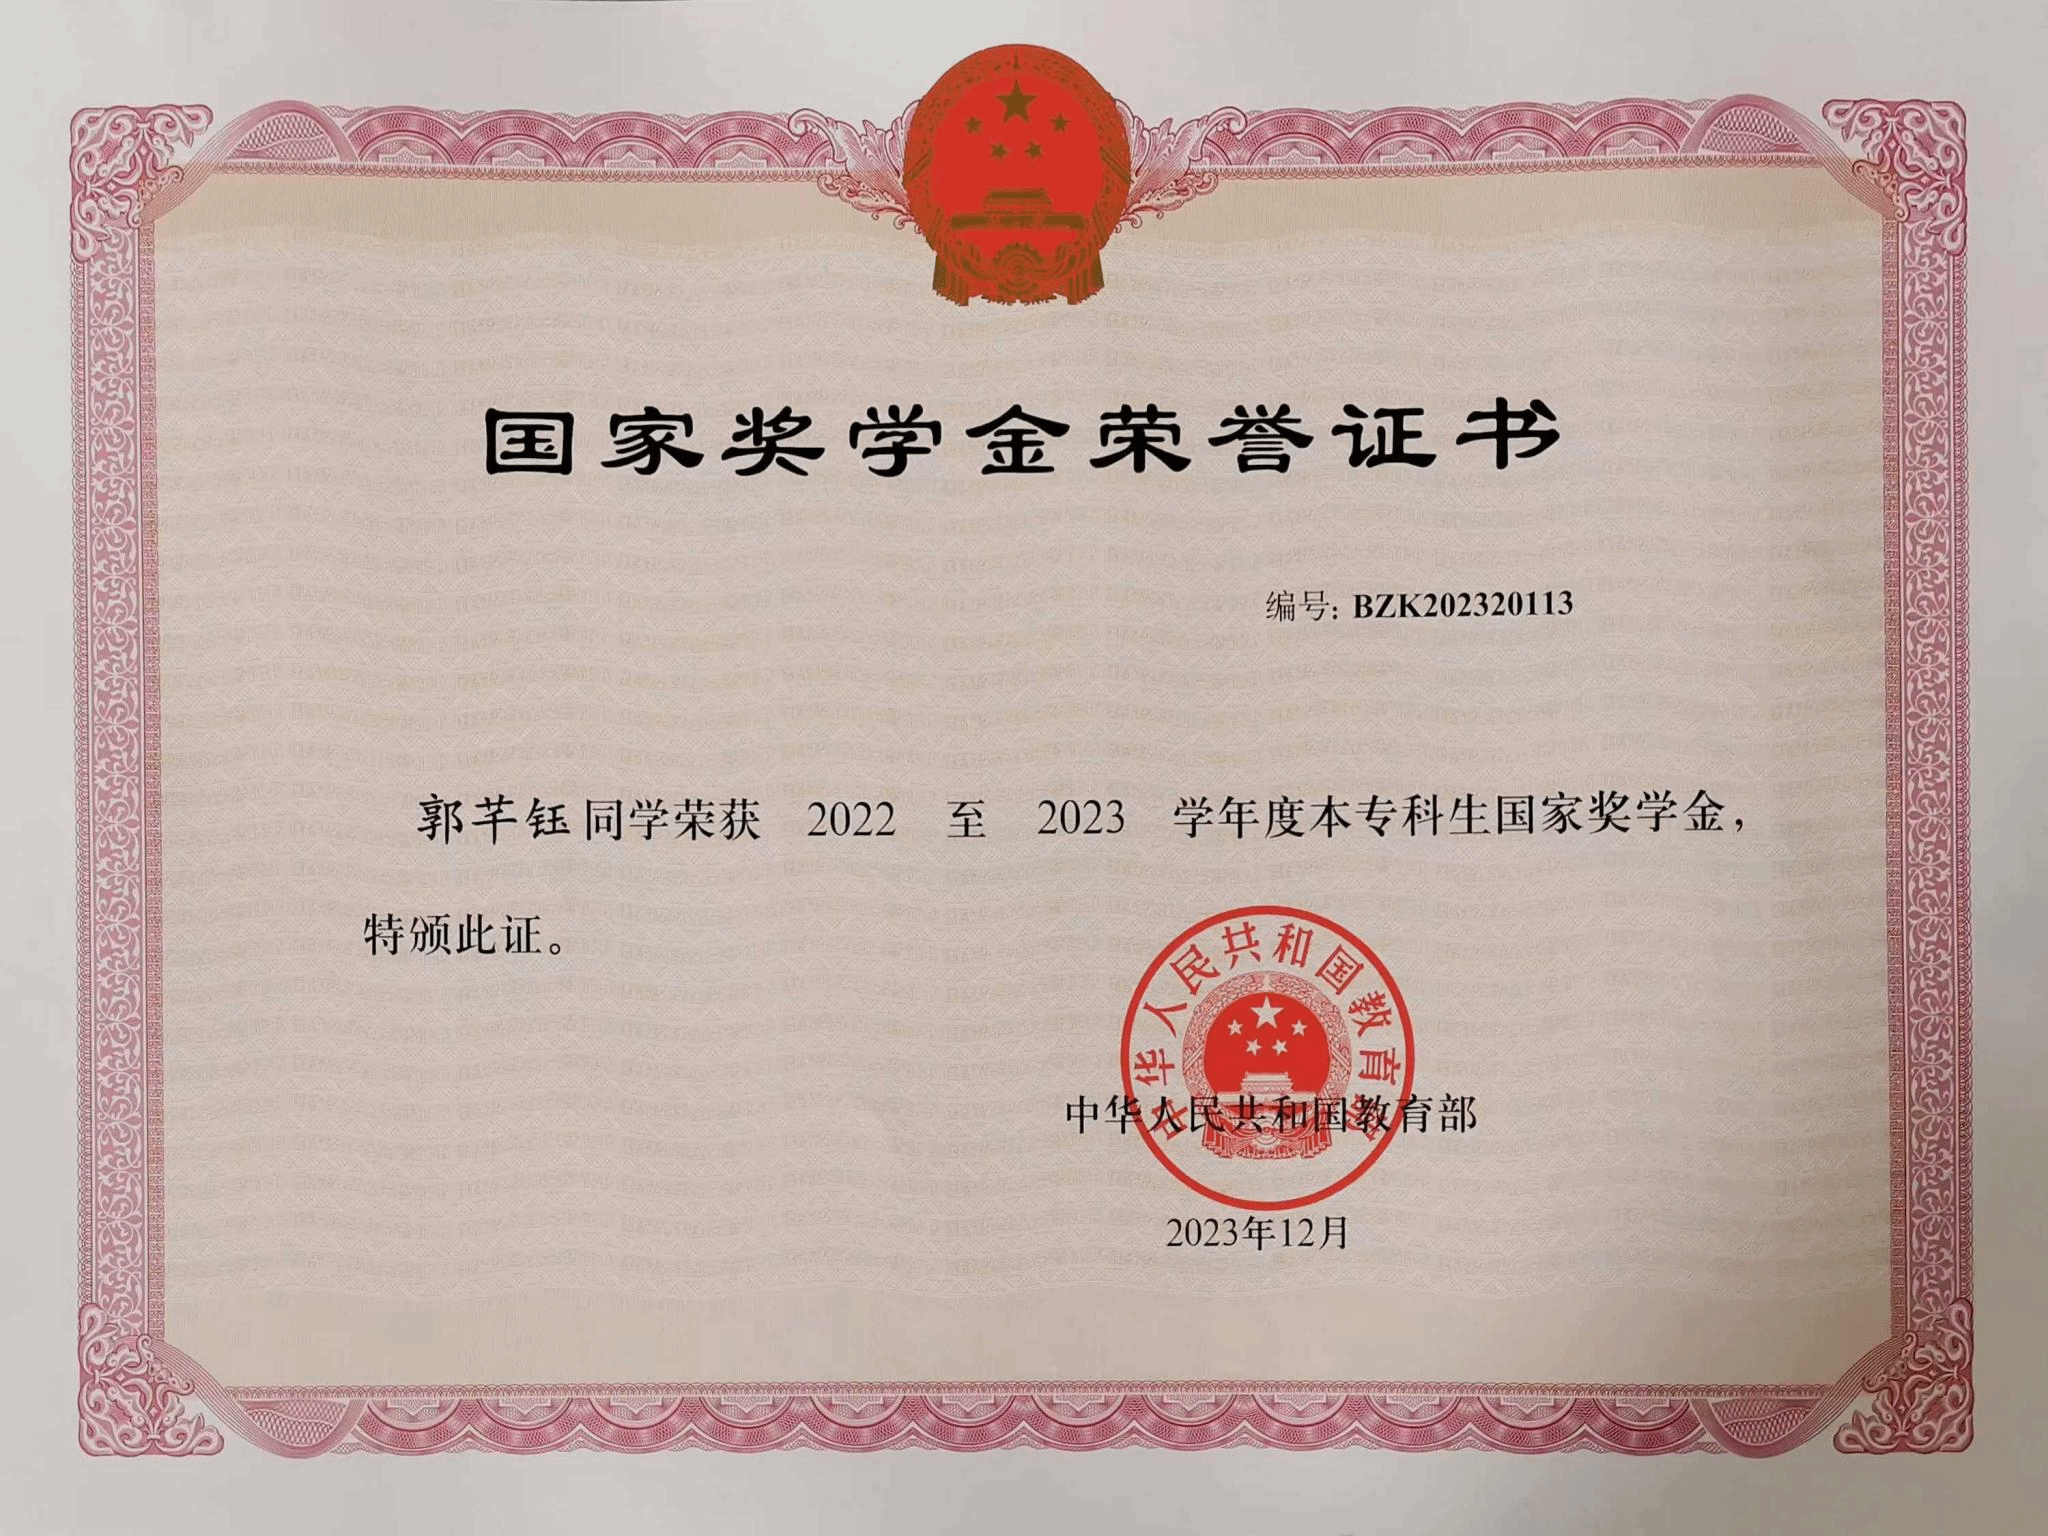 国家奖学金荣誉证书
编号: BZK202320113
郭芊钰同学荣获 2022 至 2023 学年度本专科生国家奖学金，
特颁此证。
中华人民共和国教育部
中华人民共和国教育部
2023年12月